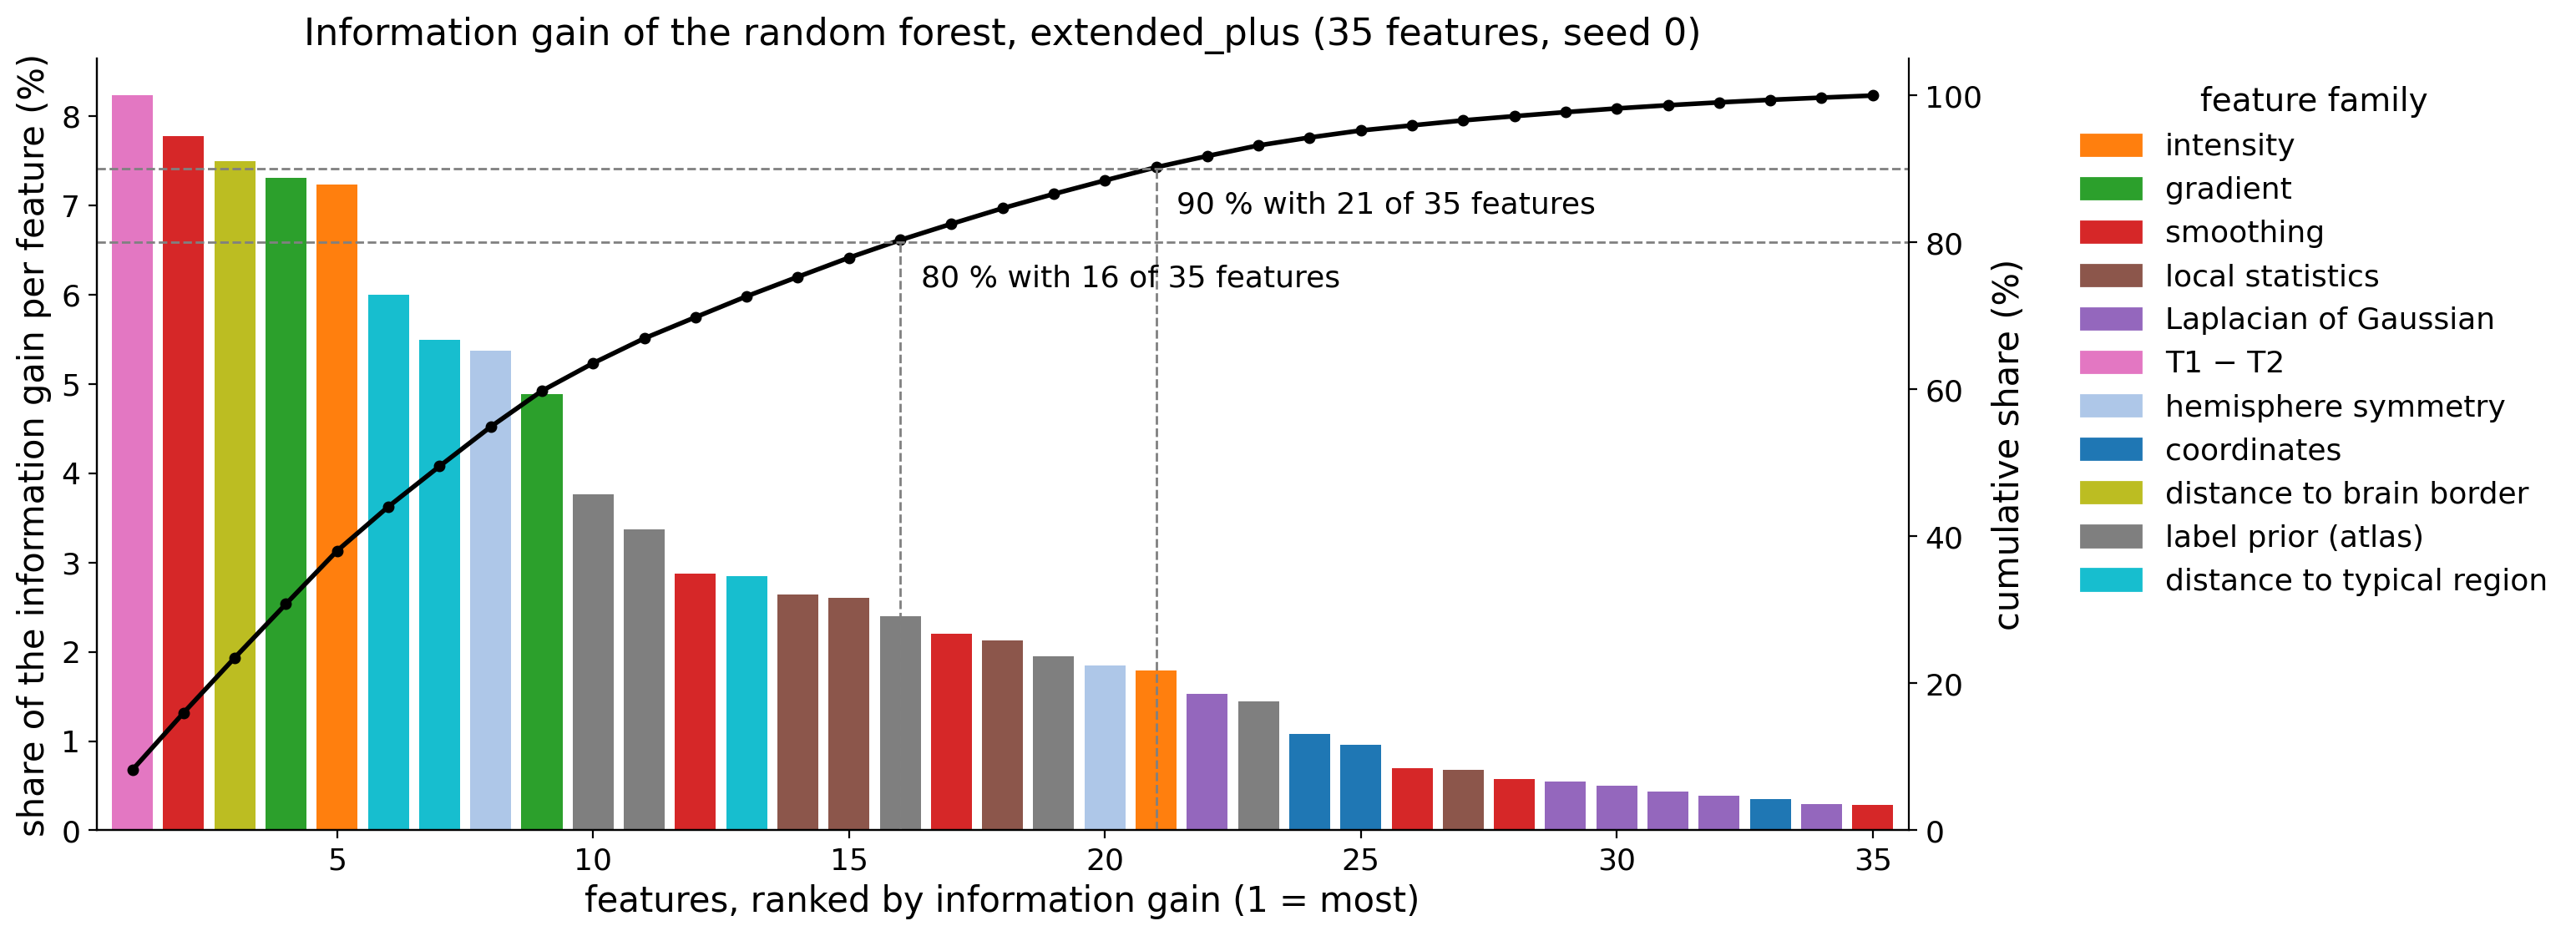 Information gain of the random forest, extended_plus (35 features, seed 0)
share of the information gain per feature (%)
8
7
6
5
4
3
2
1
0
90 % with 21 of 35 features
80 % with 16 of 35 features
5
10
15
20
25
30
35
features, ranked by information gain (1 = most)
100
80
60
40
20
0
cumulative share (%)
feature family
intensity
gradient
smoothing
local statistics
Laplacian of Gaussian
T1 − T2
hemisphere symmetry
coordinates
distance to brain border
label prior (atlas)
distance to typical region